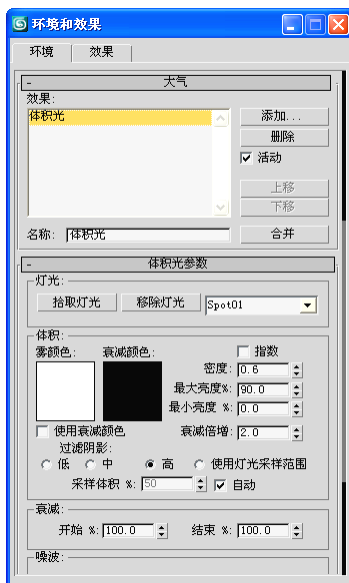 环境和效果
环境 效果
- 大气
效果:
体积光
添加...
删除
活动
上移
下移
名称: 体积光 合并
- 体积光参数
灯光:
拾取灯光 移除灯光 Spot01
体积:
雾颜色: 衰减颜色: 指数
密度: 0.6
最大亮度%: 90.0
最小亮度 %: 0.0
使用衰减颜色 衰减倍增: 2.0
过滤阴影:
低 中 高 使用灯光采样范围
采样体积 %: 50 自动
衰减:
开始 %: 100.0 结束 %: 100.0
噪波: